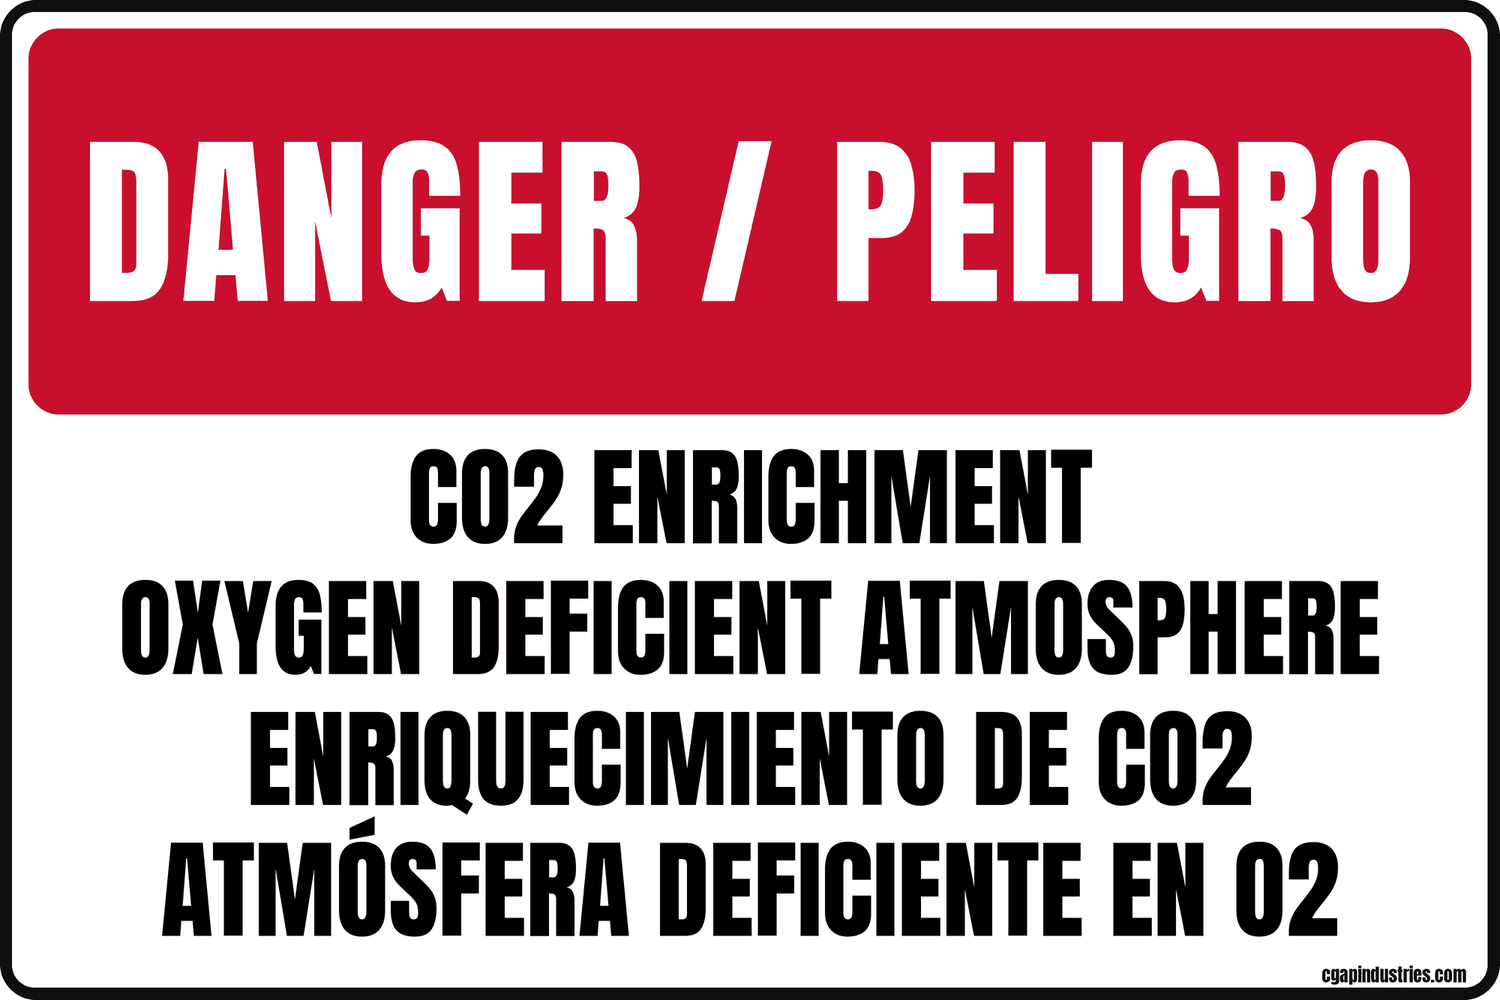 DANGER / PELIGRO
CO2 ENRICHMENT
OXYGEN DEFICIENT ATMOSPHERE
ENRIQUECIMIENTO DE CO2
ATMÓSFERA DEFICIENTE EN O2
cgapindustries.com